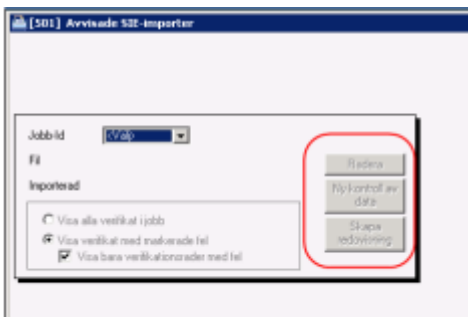 [501] Avvisade SIE-importer
Jobb-Id
<Välj>
Fil
Radera
Importerad
Ny kontroll av
data
Visa alla verifikat i jobb
Skapa
redovisning
Visa verifikat med markerade fel
Visa bara verifikationsrader med fel